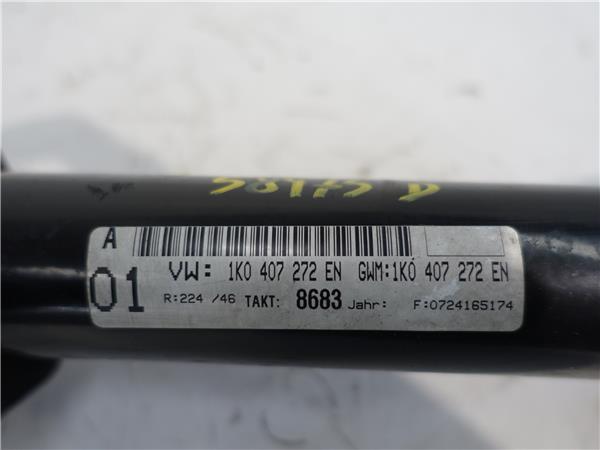 A
01 VW: 1K0 407 272 EN GWM:1K0 407 272 EN
R:224 /46 TAKT: 8683 Jahr: F:0724165174